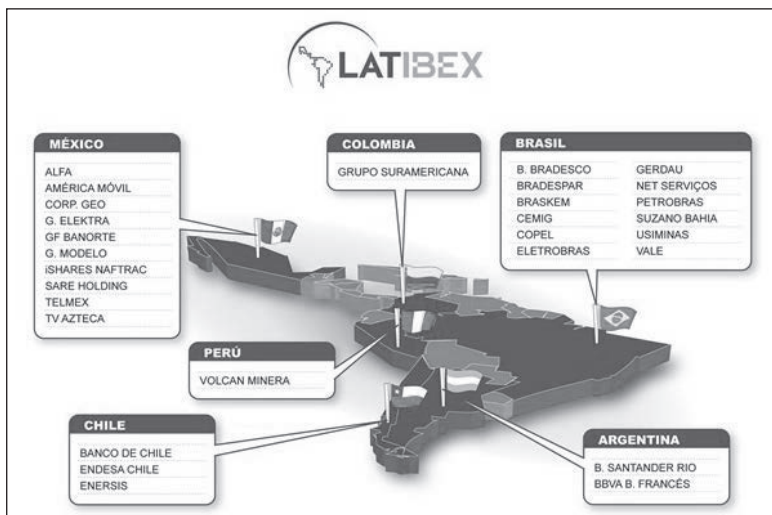 LATIBEX
MÉXICO
ALFA
AMÉRICA MÓVIL
CORP. GEO
G. ELEKTRA
GF BANORTE
G. MODELO
iSHARES NAFTRAC
SARE HOLDING
TELMEX
TV AZTECA
COLOMBIA
GRUPO SURAMERICANA
BRASIL
B. BRADESCO GERDAU
BRADESPAR NET SERVIÇOS
BRASKEM PETROBRAS
CEMIG SUZANO BAHIA
COPEL USIMINAS
ELETROBRAS VALE
PERÚ
VOLCAN MINERA
CHILE
BANCO DE CHILE
ENDESA CHILE
ENERSIS
ARGENTINA
B. SANTANDER RIO
BBVA B. FRANCÉS